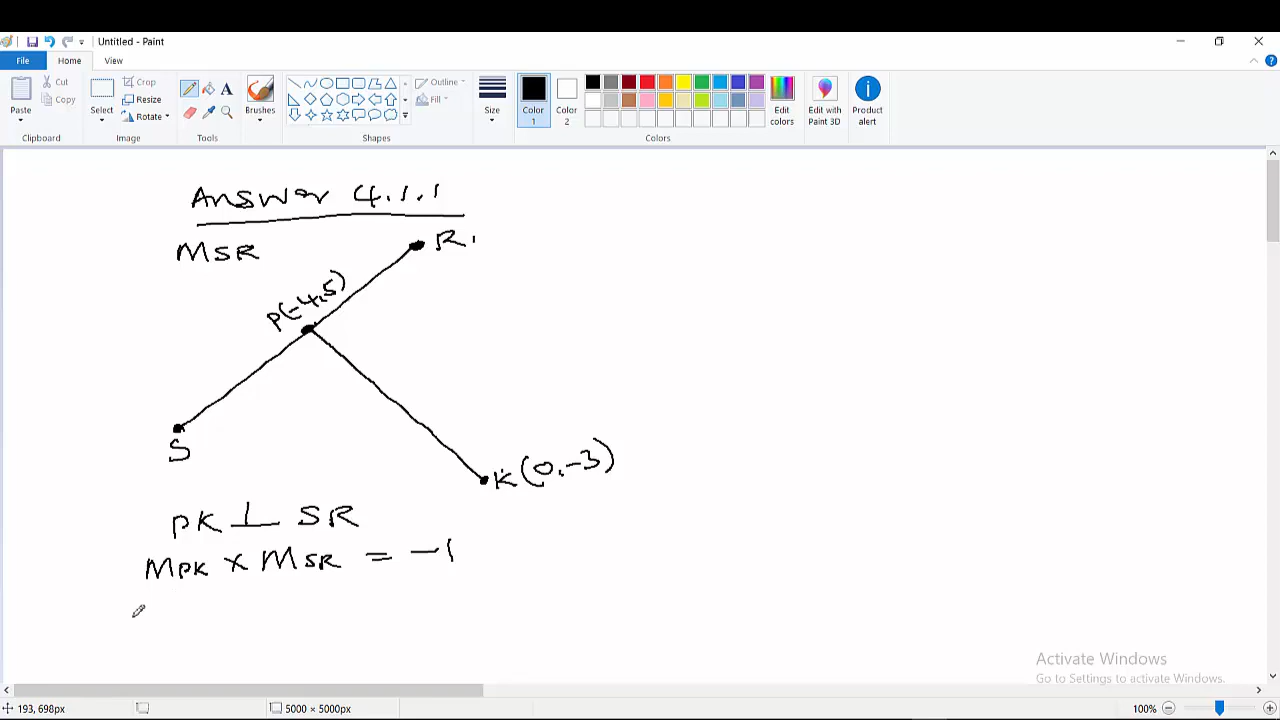 Untitled - Paint
File Home View
Paste
Cut
Copy
Clipboard
Select
Crop
Resize
Rotate
Image
Tools
Brushes
Shapes
Outline
Fill
Size
Color 1
Color 2
Colors
Edit colors
Edit with Paint 3D
Product alert
Answer 4.1.1
MSR
R.
P(-4,5)
S
K(0,-3)
PK ⊥ SR
MPK × MSR = -1
Activate Windows
Go to Settings to activate Windows.
193, 698px
5000 × 5000px
100%